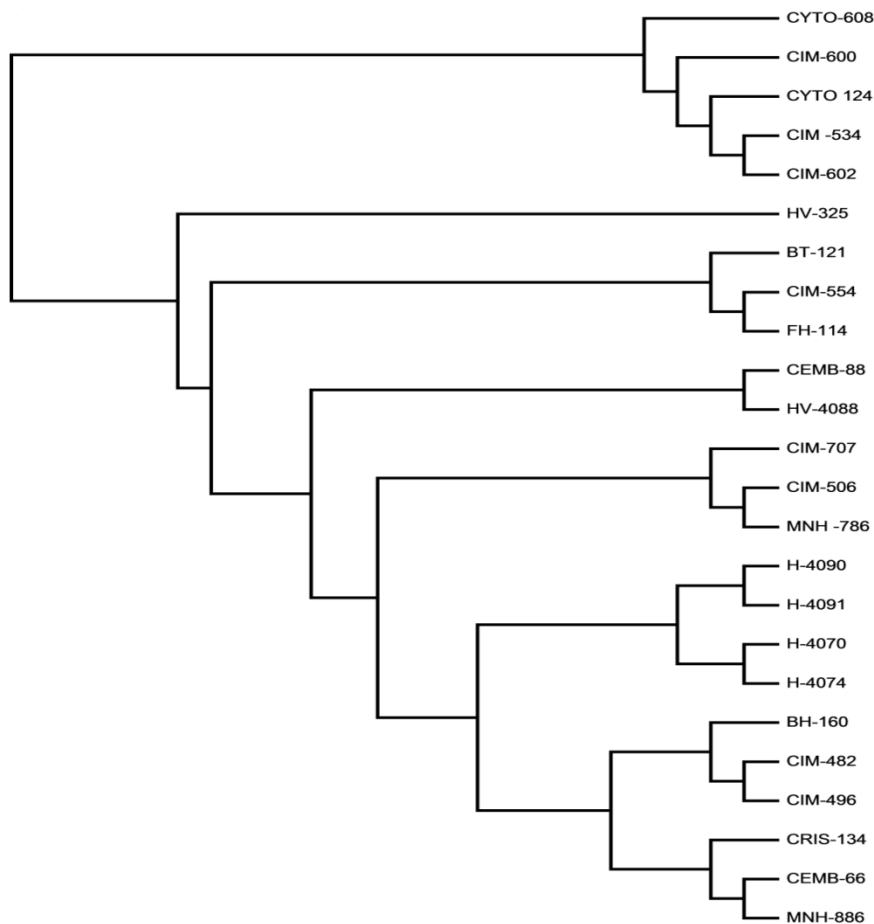 CYTO-608
CIM-600
CYTO 124
CIM -534
CIM-602
HV-325
BT-121
CIM-554
FH-114
CEMB-88
HV-4088
CIM-707
CIM-506
MNH -786
H-4090
H-4091
H-4070
H-4074
BH-160
CIM-482
CIM-496
CRIS-134
CEMB-66
MNH-886